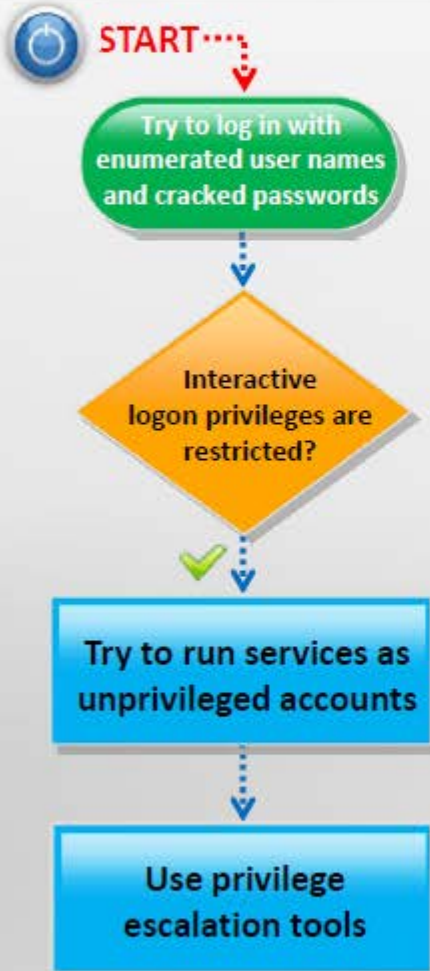 START
Try to log in with
enumerated user names
and cracked passwords
Interactive
logon privileges are
restricted?
Try to run services as
unprivileged accounts
Use privilege
escalation tools